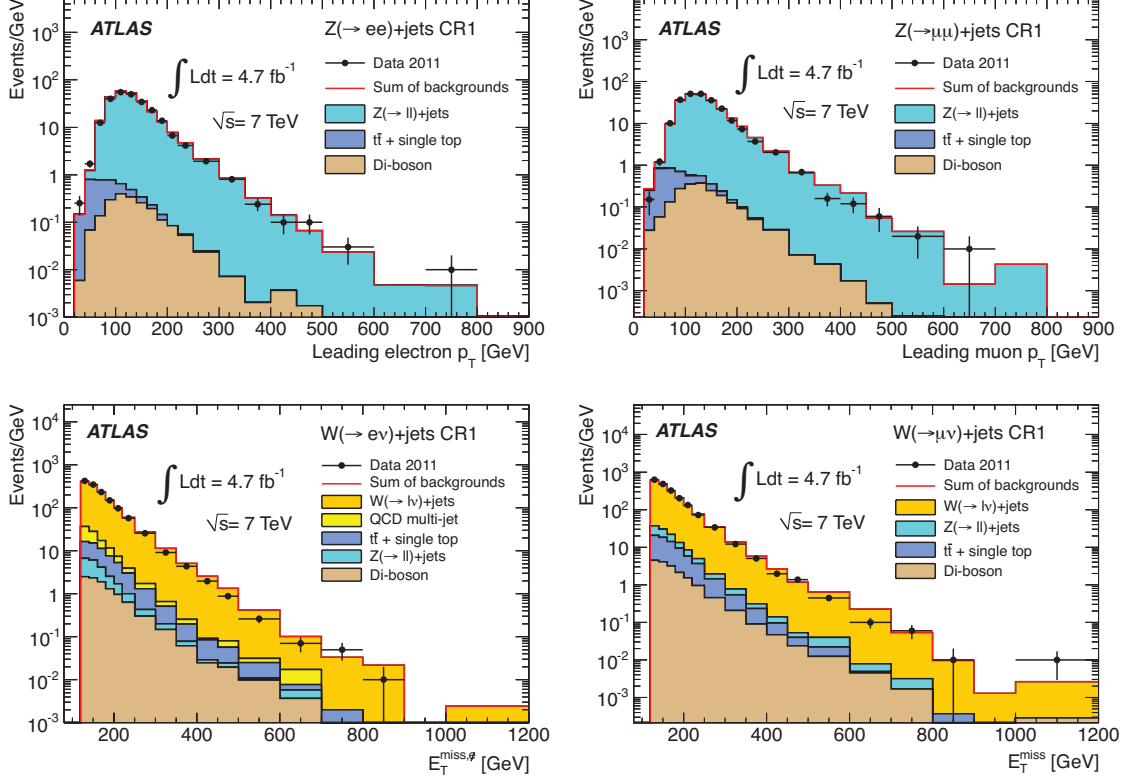 Events/GeV
ATLAS
Z(→ ee)+jets CR1
∫ Ldt = 4.7 fb⁻¹
√s= 7 TeV
Data 2011
Sum of backgrounds
Z(→ ll)+jets
tt̄ + single top
Di-boson
10³
10²
10
1
10⁻¹
10⁻²
10⁻³
0 100 200 300 400 500 600 700 800 900
Leading electron p_T [GeV]
Events/GeV
ATLAS
Z(→μμ)+jets CR1
∫ Ldt = 4.7 fb⁻¹
√s= 7 TeV
Data 2011
Sum of backgrounds
Z(→ ll)+jets
tt̄ + single top
Di-boson
10³
10²
10
1
10⁻¹
10⁻²
10⁻³
0 100 200 300 400 500 600 700 800 900
Leading muon p_T [GeV]
Events/GeV
ATLAS
W(→ eν)+jets CR1
∫ Ldt = 4.7 fb⁻¹
√s= 7 TeV
Data 2011
Sum of backgrounds
W(→ lν)+jets
QCD multi-jet
tt̄ + single top
Z(→ ll)+jets
Di-boson
10⁴
10³
10²
10
1
10⁻¹
10⁻²
10⁻³
200 400 600 800 1000 1200
E_T^miss,e̸ [GeV]
Events/GeV
ATLAS
W(→μν)+jets CR1
∫ Ldt = 4.7 fb⁻¹
√s= 7 TeV
Data 2011
Sum of backgrounds
W(→ lν)+jets
Z(→ ll)+jets
tt̄ + single top
Di-boson
10⁴
10³
10²
10
1
10⁻¹
10⁻²
10⁻³
200 400 600 800 1000 1200
E_T^miss [GeV]